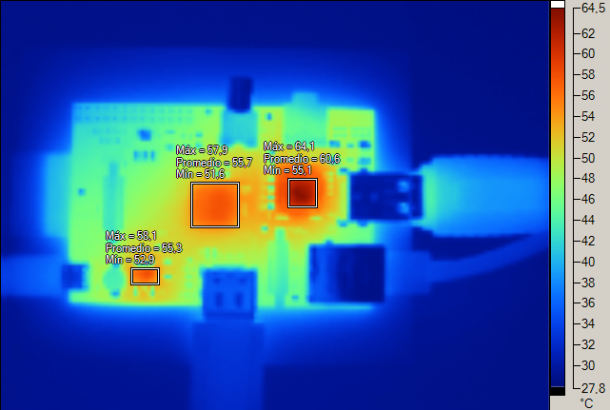 Máx = 57,9
Promedio = 55,7
Mín = 51,6
Máx = 64,1
Promedio = 60,6
Mín = 55,1
Máx = 58,1
Promedio = 55,3
Mín = 52,9
64,5
62
60
58
56
54
52
50
48
46
44
42
40
38
36
34
32
30
27,8
°C